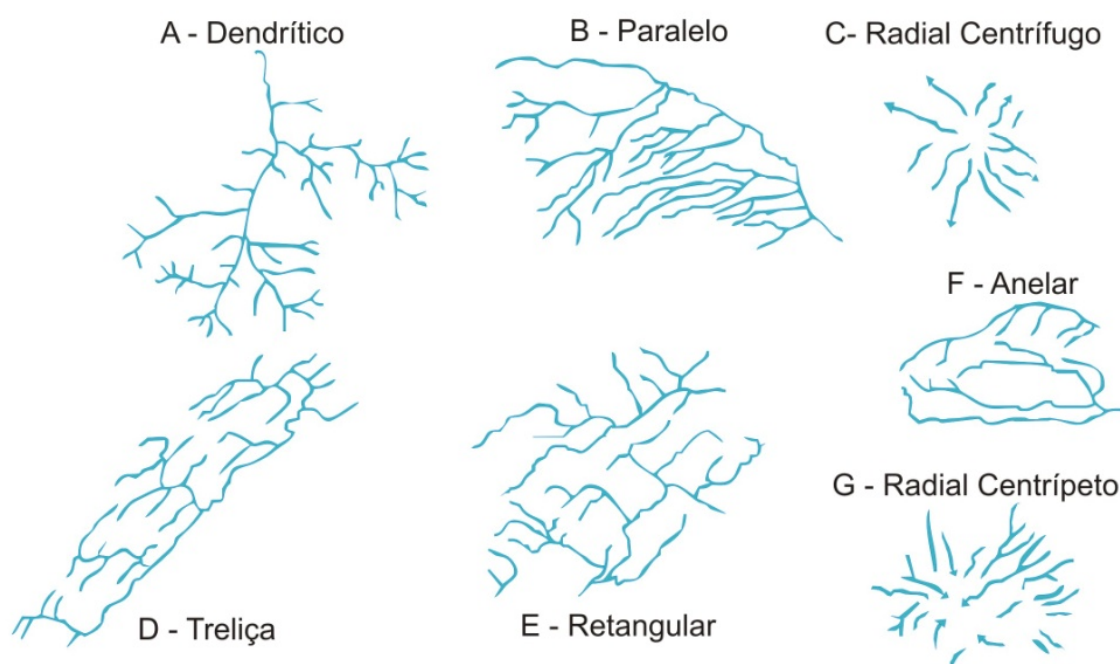 A - Dendrítico
B - Paralelo
C- Radial Centrífugo
F - Anelar
G - Radial Centrípeto
D - Treliça
E - Retangular